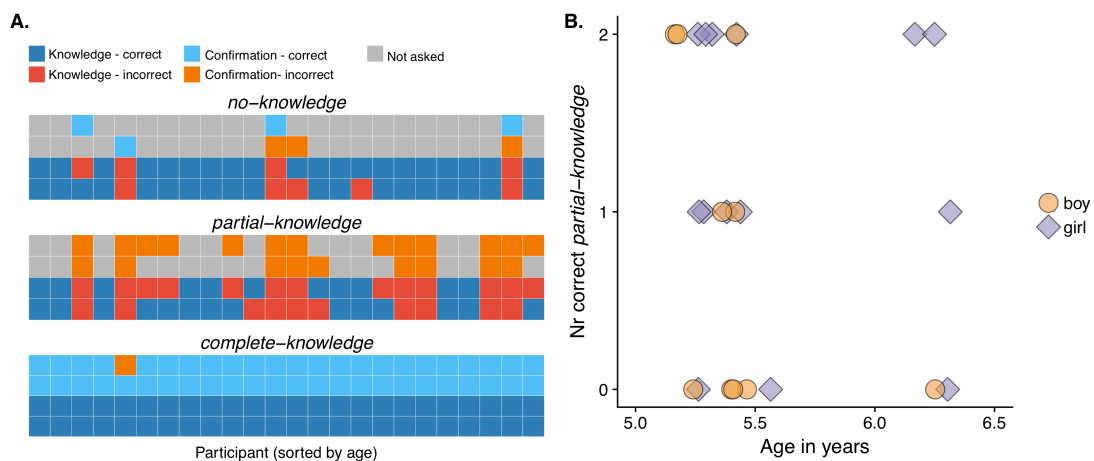 A.
Knowledge - correct
Confirmation - correct
Not asked
Knowledge - incorrect
Confirmation- incorrect
no−knowledge
partial−knowledge
complete−knowledge
Participant (sorted by age)
B.
Nr correct partial−knowledge
2
1
0
5.0 5.5 6.0 6.5
Age in years
boy
girl